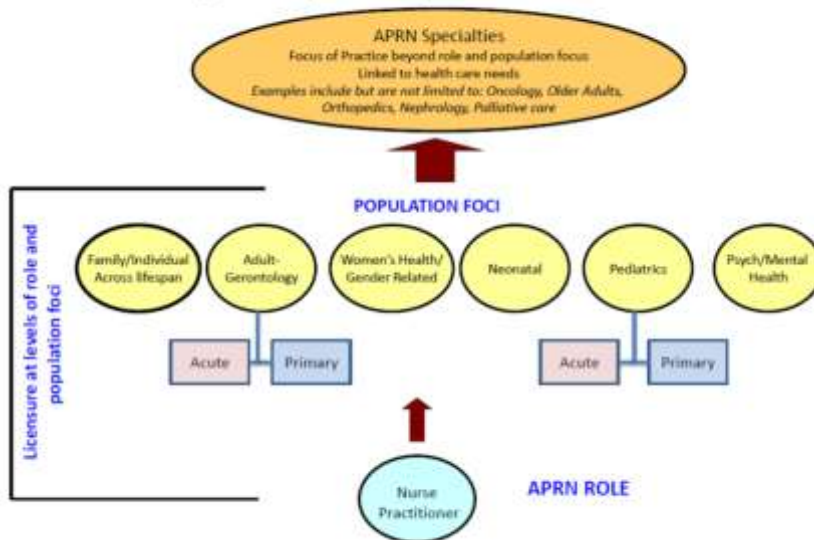 APRN Specialties
Focus of Practice beyond role and population focus
Linked to health care needs
Examples include but are not limited to: Oncology, Older Adults,
Orthopedics, Nephrology, Palliative care
POPULATION FOCI
Family/Individual
Across lifespan
Adult-
Gerontology
Women's Health/
Gender Related
Neonatal
Pediatrics
Psych/Mental
Health
Acute
Primary
Acute
Primary
Licensure at levels of role and
population foci
Nurse
Practitioner
APRN ROLE